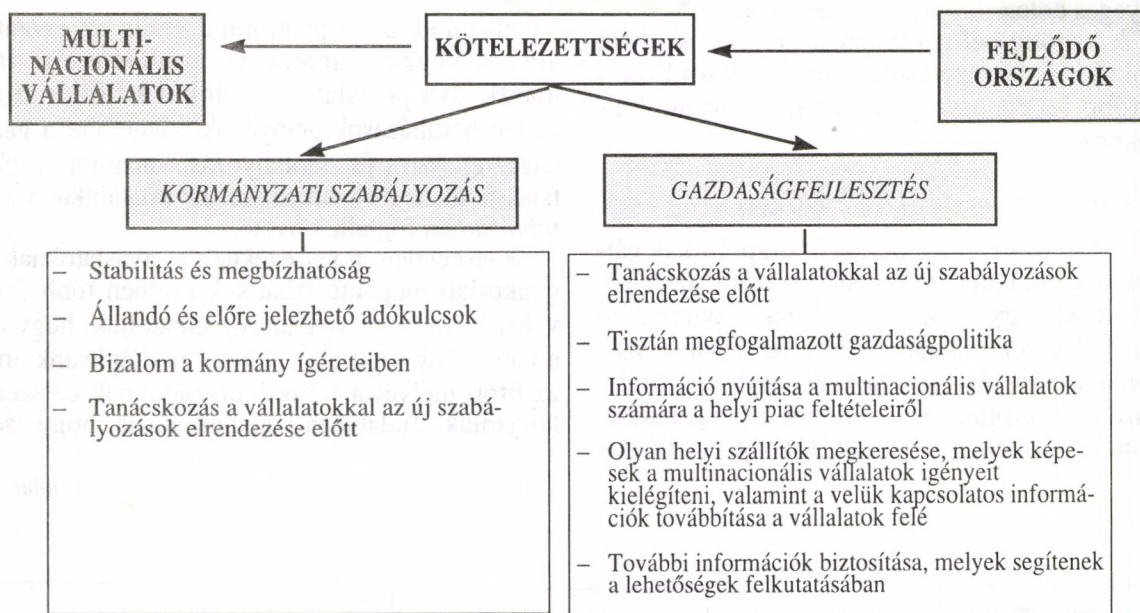 MULTI-
NACIONÁLIS
VÁLLALATOK
KÖTELEZETTSÉGEK
FEJLŐDŐ
ORSZÁGOK
KORMÁNYZATI SZABÁLYOZÁS
GAZDASÁGFEJLESZTÉS
– Stabilitás és megbízhatóság
– Állandó és előre jelezhető adókulcsok
– Bizalom a kormány ígéreteiben
– Tanácskozás a vállalatokkal az új szabá-
lyozások elrendezése előtt
– Tanácskozás a vállalatokkal az új szabályozások
elrendezése előtt
– Tisztán megfogalmazott gazdaságpolitika
– Információ nyújtása a multinacionális vállalatok
számára a helyi piac feltételeiről
– Olyan helyi szállítók megkeresése, melyek képe-
sek a multinacionális vállalatok igényeit
kielégíteni, valamint a velük kapcsolatos informá-
ciók továbbítása a vállalatok felé
– További információk biztosítása, melyek segítenek
a lehetőségek felkutatásában